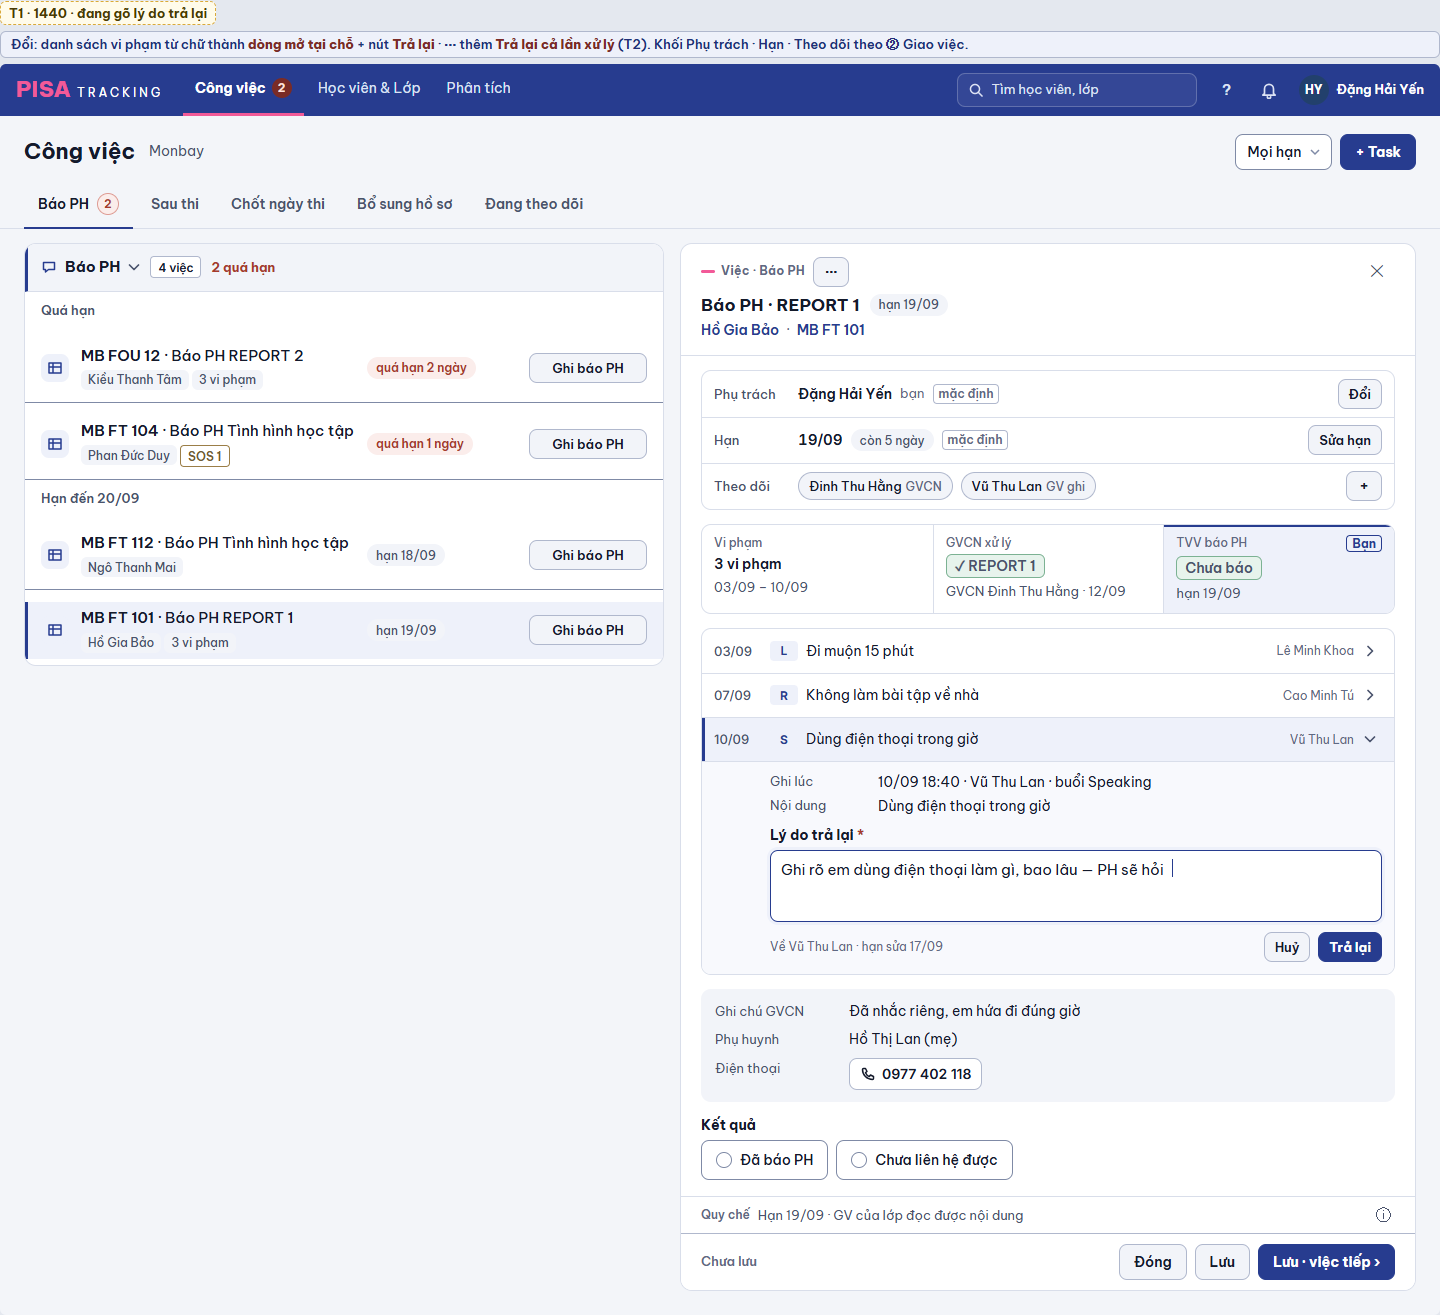 T1 · 1440 · đang gõ lý do trả lại
Đổi: danh sách vi phạm từ chữ thành dòng mở tại chỗ + nút Trả lại · ··· thêm Trả lại cả lần xử lý (T2). Khối Phụ trách · Hạn · Theo dõi theo ② Giao việc.
PISA TRACKING
Công việc 2
Học viên & Lớp
Phân tích
Tìm học viên, lớp
?
HY
Đặng Hải Yến
Công việc
Monbay
Mọi hạn
+ Task
Báo PH 2
Sau thi
Chốt ngày thi
Bổ sung hồ sơ
Đang theo dõi
Báo PH
4 việc
2 quá hạn
Quá hạn
MB FOU 12 · Báo PH REPORT 2
Kiều Thanh Tâm
3 vi phạm
quá hạn 2 ngày
Ghi báo PH
MB FT 104 · Báo PH Tình hình học tập
Phan Đức Duy
SOS 1
quá hạn 1 ngày
Ghi báo PH
Hạn đến 20/09
MB FT 112 · Báo PH Tình hình học tập
Ngô Thanh Mai
hạn 18/09
Ghi báo PH
MB FT 101 · Báo PH REPORT 1
Hồ Gia Bảo
3 vi phạm
hạn 19/09
Ghi báo PH
Việc · Báo PH
···
Báo PH · REPORT 1
hạn 19/09
Hồ Gia Bảo · MB FT 101
Phụ trách
Đặng Hải Yến bạn
mặc định
Đổi
Hạn
19/09
còn 5 ngày
mặc định
Sửa hạn
Theo dõi
Đinh Thu Hằng GVCN
Vũ Thu Lan GV ghi
+
Vi phạm
3 vi phạm
03/09 – 10/09
GVCN xử lý
✓ REPORT 1
GVCN Đinh Thu Hằng · 12/09
TVV báo PH
Bạn
Chưa báo
hạn 19/09
03/09
L
Đi muộn 15 phút
Lê Minh Khoa
07/09
R
Không làm bài tập về nhà
Cao Minh Tú
10/09
S
Dùng điện thoại trong giờ
Vũ Thu Lan
Ghi lúc
10/09 18:40 · Vũ Thu Lan · buổi Speaking
Nội dung
Dùng điện thoại trong giờ
Lý do trả lại *
Ghi rõ em dùng điện thoại làm gì, bao lâu — PH sẽ hỏi
Về Vũ Thu Lan · hạn sửa 17/09
Huỷ
Trả lại
Ghi chú GVCN
Đã nhắc riêng, em hứa đi đúng giờ
Phụ huynh
Hồ Thị Lan (mẹ)
Điện thoại
0977 402 118
Kết quả
Đã báo PH
Chưa liên hệ được
Quy chế
Hạn 19/09 · GV của lớp đọc được nội dung
Chưa lưu
Đóng
Lưu
Lưu · việc tiếp ›